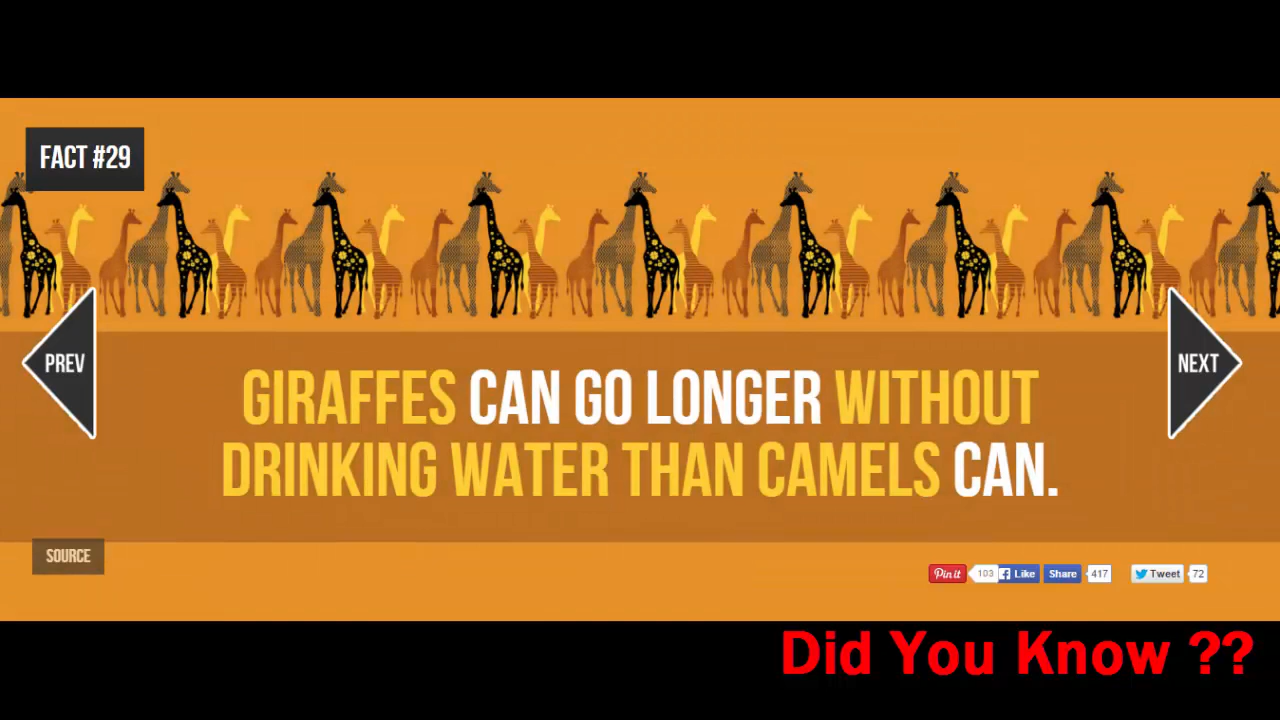 FACT #29
PREV
NEXT
GIRAFFES CAN GO LONGER WITHOUT
DRINKING WATER THAN CAMELS CAN.
SOURCE
Pin it 103 Like Share 417 Tweet 72
Did You Know ??